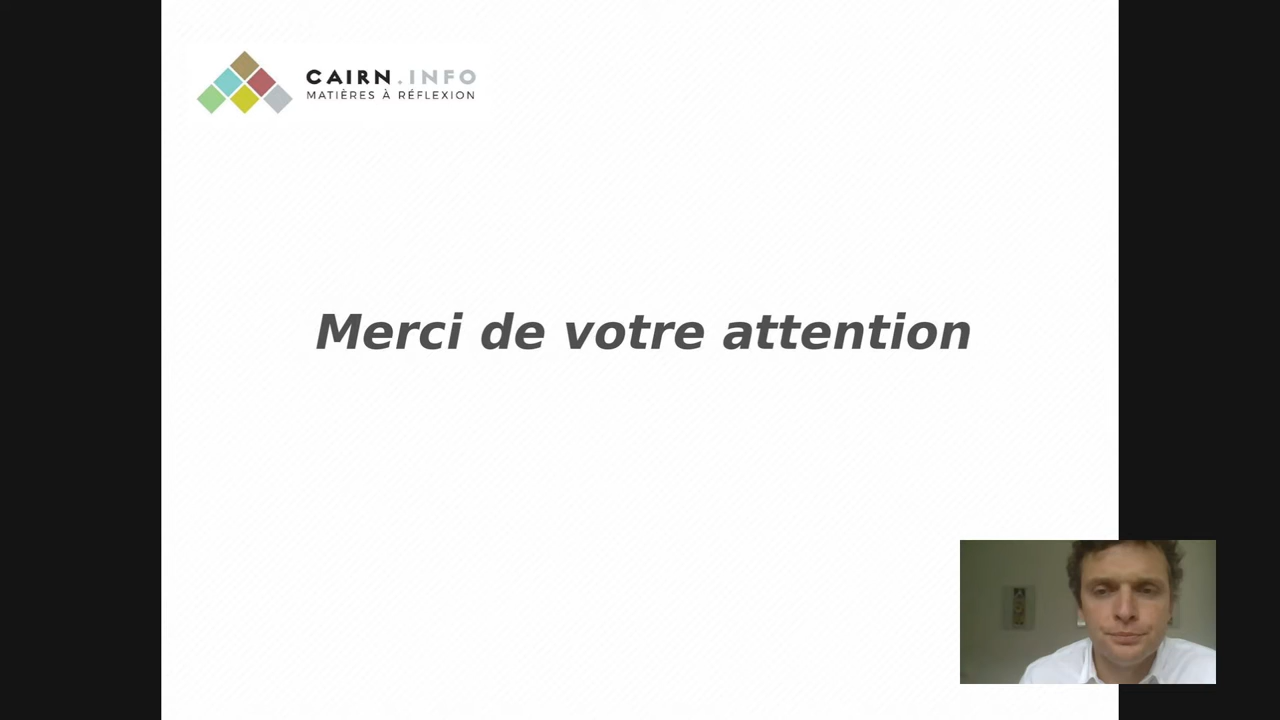 CAIRN.INFO
MATIÈRES À RÉFLEXION
Merci de votre attention